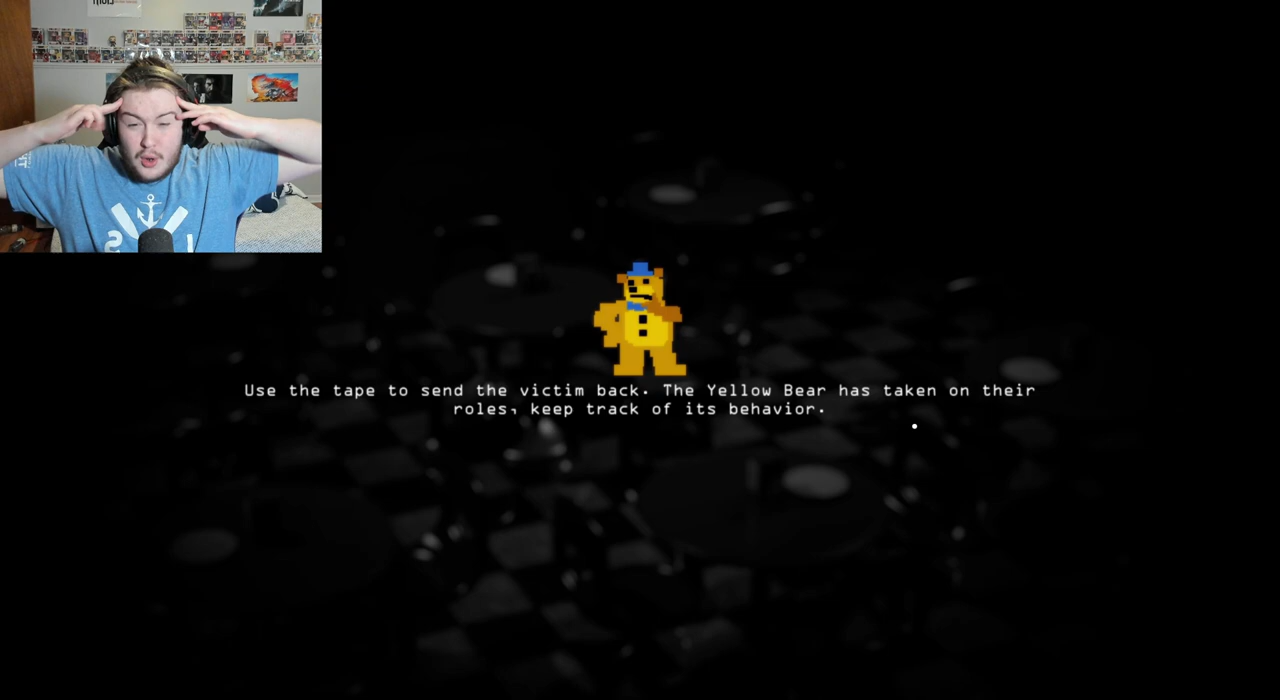 Use the tape to send the victim back. The Yellow Bear has taken on their
roles, keep track of its behavior.